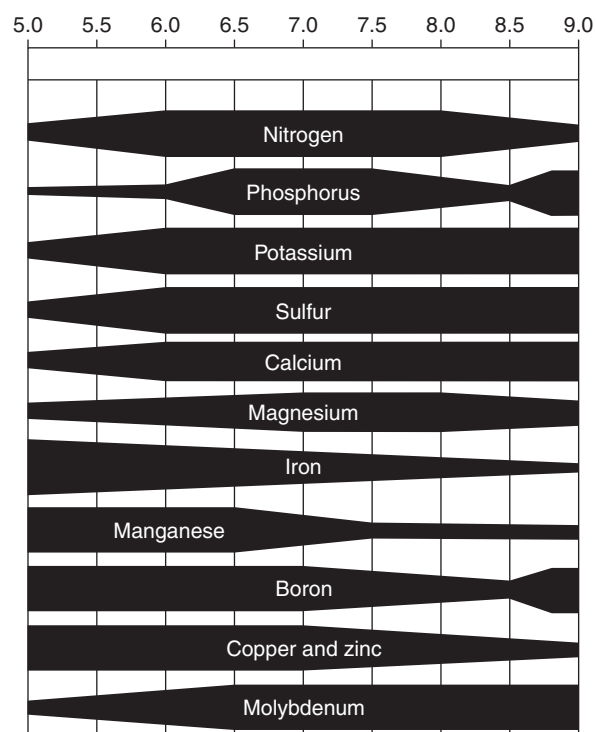 5.0 5.5 6.0 6.5 7.0 7.5 8.0 8.5 9.0
Nitrogen
Phosphorus
Potassium
Sulfur
Calcium
Magnesium
Iron
Manganese
Boron
Copper and zinc
Molybdenum